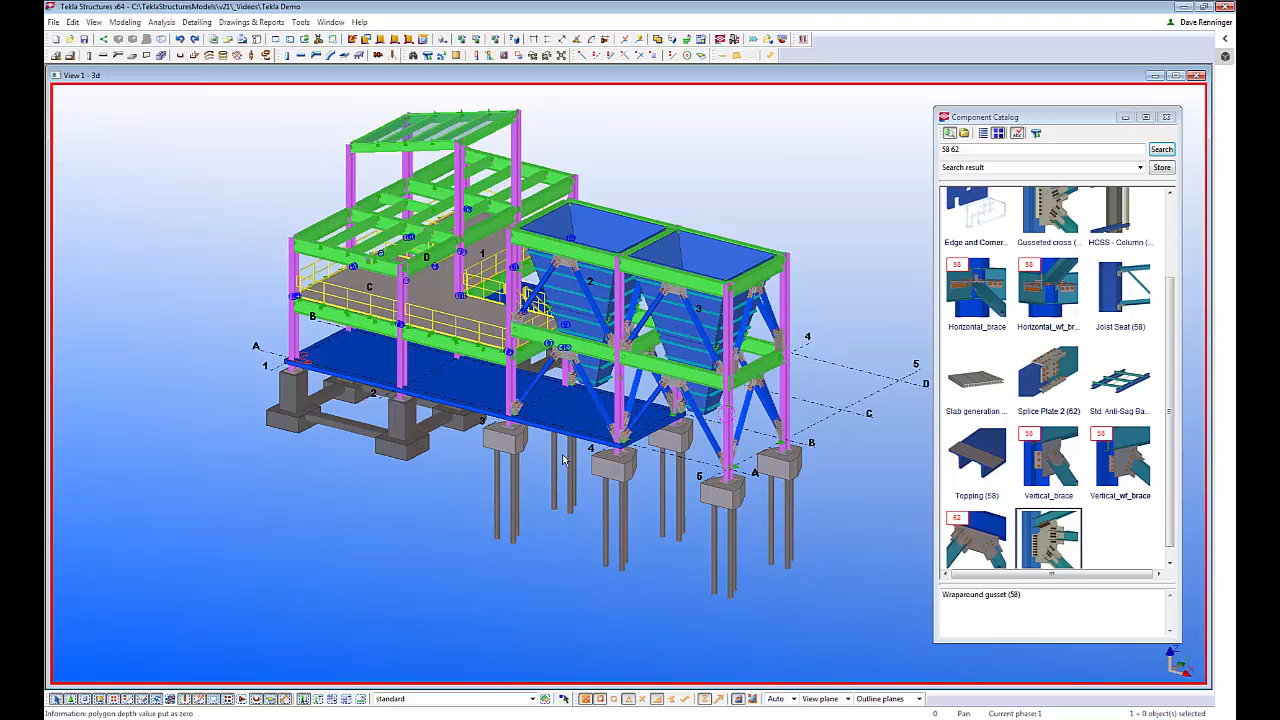 Tekla Structures x64 - C:\TeklaStructuresModels\v21\_Videos\Tekla Demo
File Edit View Modeling Analysis Detailing Drawings & Reports Tools Window Help
Dave Renninger
View 1 - 3d
Component Catalog
58 62
Search
Search result
Store
Edge and Corner...
Gusseted cross (...
HCSS - Column (...
58
58
Horizontal_brace
Horizontal_wf_br...
Joist Seat (58)
Slab generation ...
Splice Plate 2 (62)
Std. Anti-Sag Ba...
58
58
Topping (58)
Vertical_brace
Vertical_wf_brace
62
Wraparound gusset (58)
D
1
C
2
3
B
A
1
2
3
4
5
A
B
C
D
4
5
standard
Auto
View plane
Outline planes
Information: polygon depth value put as zero
0
Pan
Current phase:1
1 + 0 object(s) selected